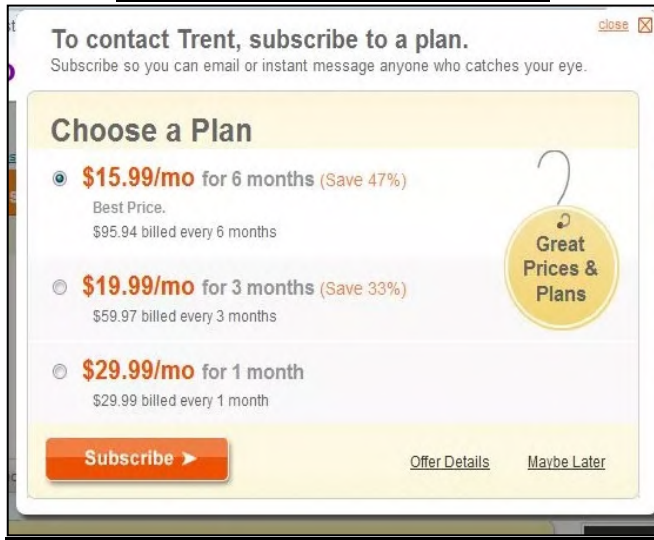 close
To contact Trent, subscribe to a plan.
Subscribe so you can email or instant message anyone who catches your eye.
Choose a Plan
$15.99/mo for 6 months (Save 47%)
Best Price.
$95.94 billed every 6 months
Great
Prices &
Plans
$19.99/mo for 3 months (Save 33%)
$59.97 billed every 3 months
$29.99/mo for 1 month
$29.99 billed every 1 month
Subscribe ➤
Offer Details
Maybe Later